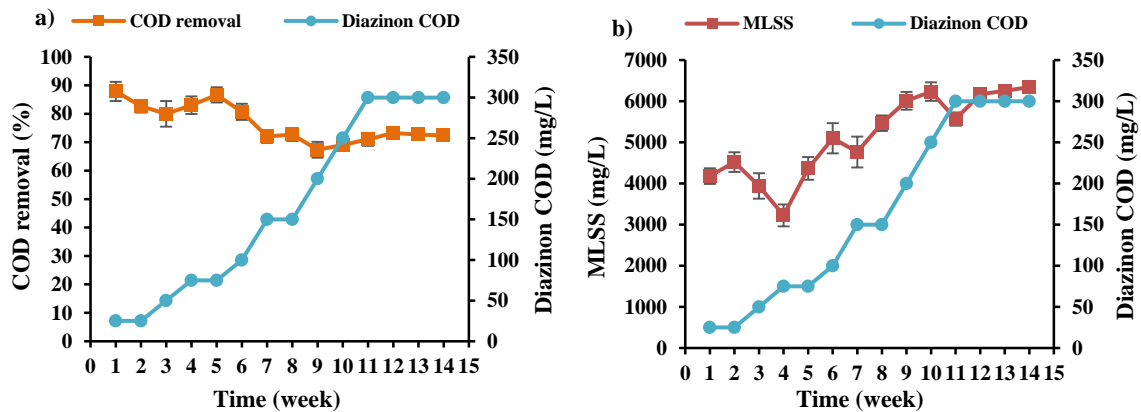 a)
COD removal
Diazinon COD
100
90
80
70
60
50
40
30
20
10
0
COD removal (%)
350
300
250
200
150
100
50
0
Diazinon COD (mg/L)
0 1 2 3 4 5 6 7 8 9 10 11 12 13 14 15
Time (week)
b)
MLSS
Diazinon COD
7000
6000
5000
4000
3000
2000
1000
0
MLSS (mg/L)
350
300
250
200
150
100
50
0
Diazinon COD (mg/L)
0 1 2 3 4 5 6 7 8 9 10 11 12 13 14 15
Time (week)